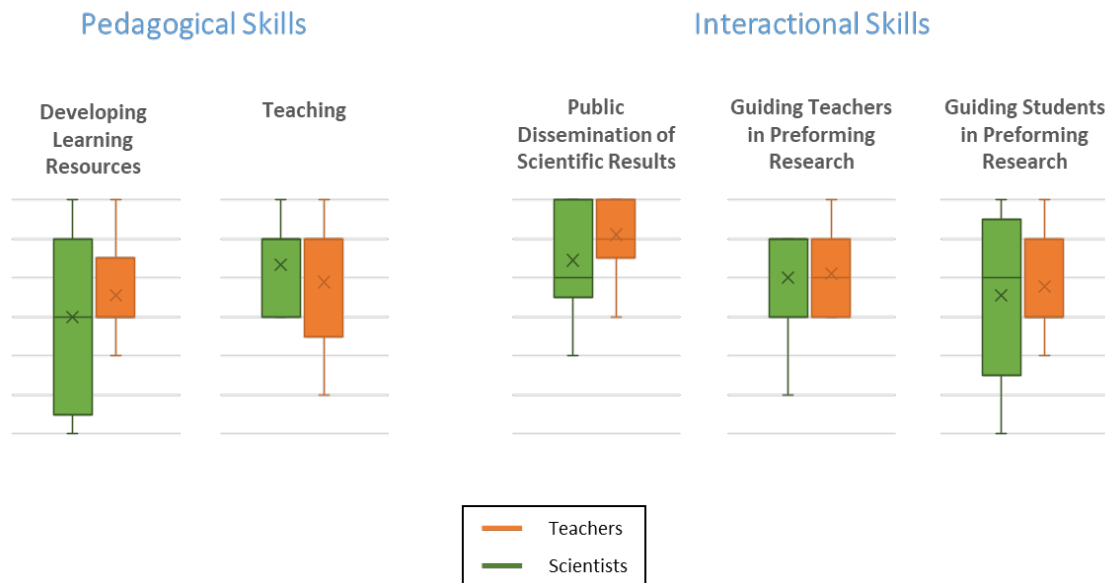 Pedagogical Skills
Interactional Skills
Developing
Learning
Resources
Teaching
Public
Dissemination of
Scientific Results
Guiding Teachers
in Preforming
Research
Guiding Students
in Preforming
Research
Teachers
Scientists